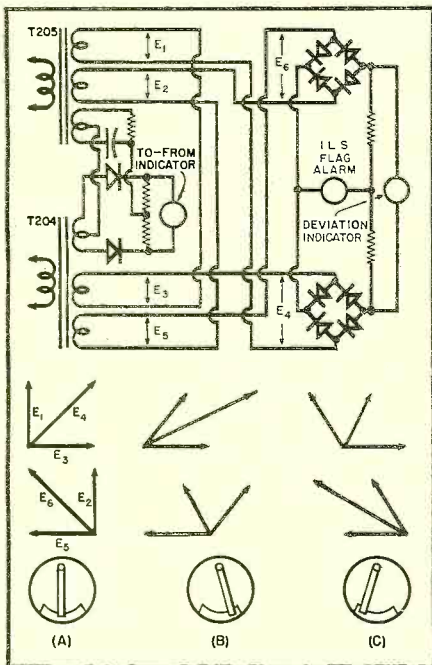 T205
E1
E2
E6
TO-FROM
INDICATOR
ILS
FLAG
ALARM
DEVIATION
INDICATOR
T204
E3
E5
E4
E1
E4
E3
E6
E2
E5
(A)
(B)
(C)